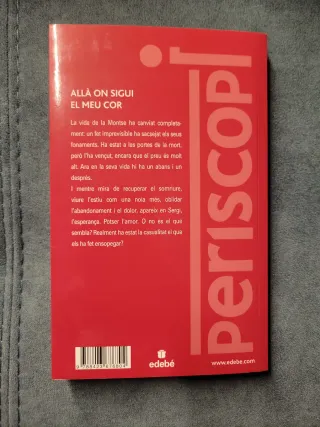 ALLÀ ON SIGUI
EL MEU COR
La vida de la Montse ha canviat completa-
ment: un fet imprevisible ha sacsejat els seus
fonaments. Ha estat a les portes de la mort,
però l'ha vençut, encara que el preu és molt
alt. Ara en la seva vida hi ha un abans i un
després.
I mentre mira de recuperar el somriure,
viure l'estiu com una noia més, oblidar
l'abandonament i el dolor, apareix en Sergi,
l'esperança. Potser l'amor. O no és el que
sembla? Realment ha estat la casualitat el que
els ha fet ensopegar?
periscopi
edebé
www.edebe.com